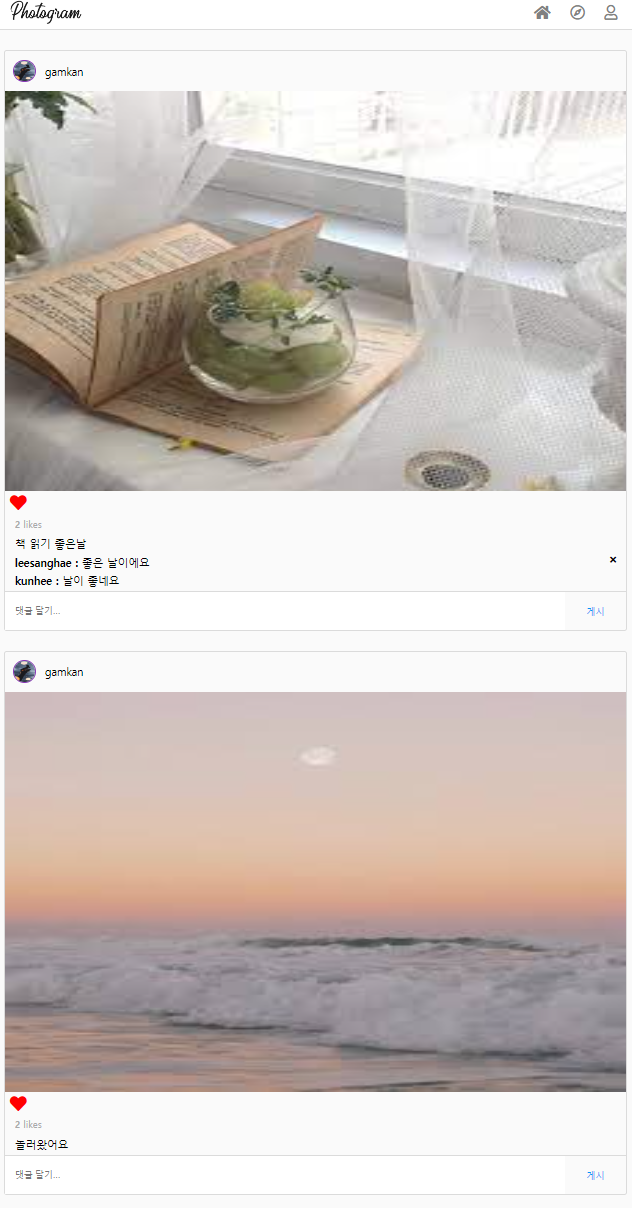 Photogram
gamkan
2 likes
책 읽기 좋은날
leesanghae : 좋은 날이에요
kunhee : 날이 좋네요
댓글 달기...
게시
gamkan
2 likes
놀러왔어요
댓글 달기...
게시